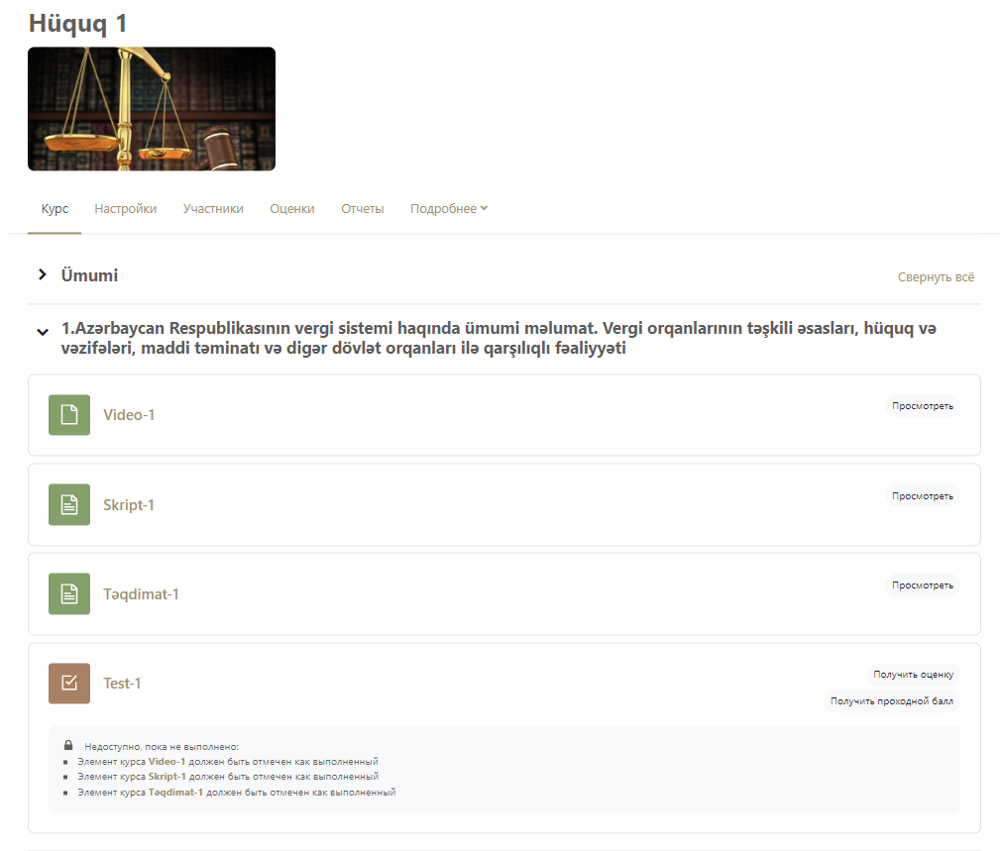 Hüquq 1
Курс Настройки Участники Оценки Отчеты Подробнее
Ümumi
Свернуть всё
1.Azərbaycan Respublikasının vergi sistemi haqında ümumi məlumat. Vergi orqanlarının təşkili əsasları, hüquq və
vəzifələri, maddi təminatı və digər dövlət orqanları ilə qarşılıqlı fəaliyyəti
Video-1
Просмотреть
Skript-1
Просмотреть
Təqdimat-1
Просмотреть
Test-1
Получить оценку
Получить проходной балл
Недоступно, пока не выполнено:
Элемент курса Video-1 должен быть отмечен как выполненный
Элемент курса Skript-1 должен быть отмечен как выполненный
Элемент курса Təqdimat-1 должен быть отмечен как выполненный